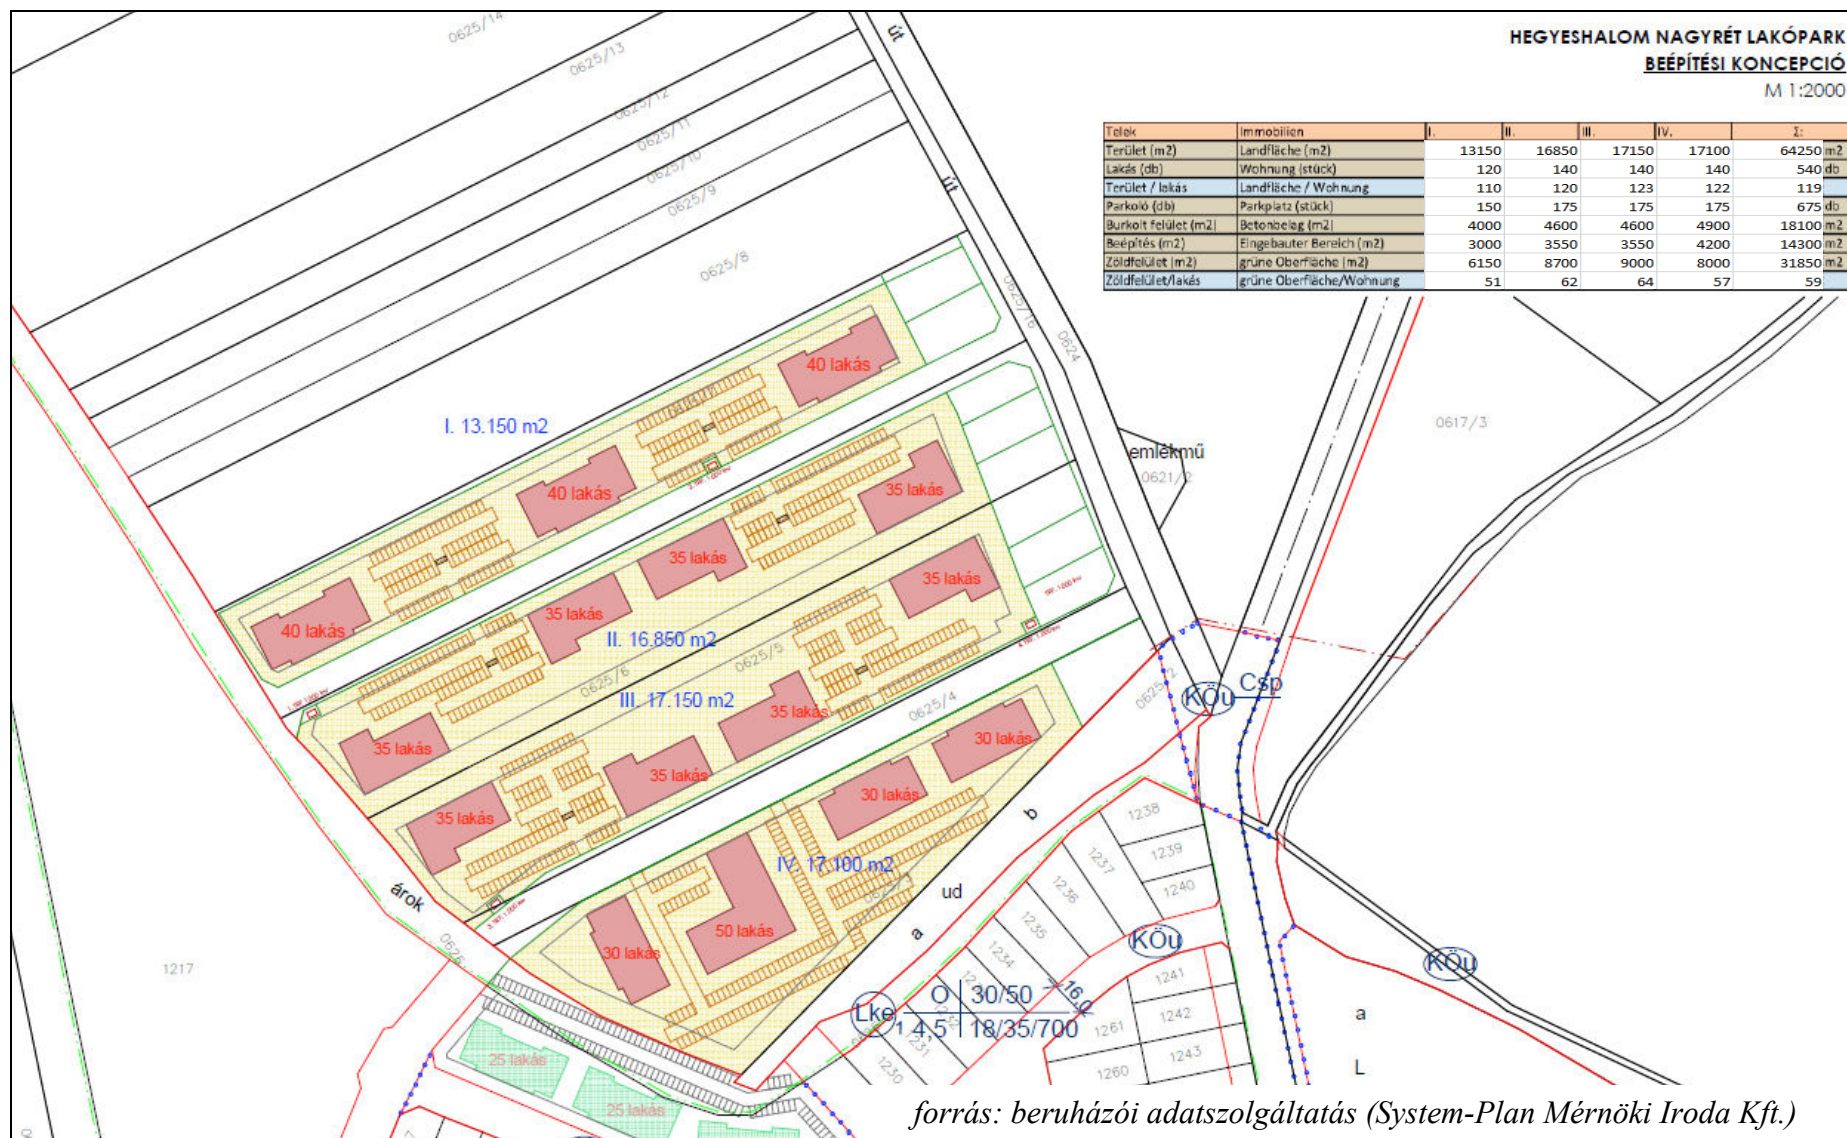 HEGYESHALOM NAGYRÉT LAKÓPARK
BEÉPÍTÉSI KONCEPCIÓ
M 1:2000
Telek Immobilien I. II. III. IV. Σ:
Terület (m2) Landfläche (m2) 13150 16850 17150 17100 64250 m2
Lakás (db) Wohnung (stück) 120 140 140 140 540 db
Terület / lakás Landfläche / Wohnung 110 120 123 122 119
Parkoló (db) Parkplatz (stück) 150 175 175 175 675 db
Burkolt felület (m2) Betonbelag (m2) 4000 4600 4600 4900 18100 m2
Beépítés (m2) Eingebauter Bereich (m2) 3000 3550 3550 4200 14300 m2
Zöldfelület (m2) grüne Oberfläche (m2) 6150 8700 9000 8000 31850 m2
Zöldfelület/lakás grüne Oberfläche/Wohnung 51 62 64 57 59
0625/14
0625/13
0625/12
0625/11
0625/10
0625/9
0625/8
út
út
0625/16
0624
40 lakás
I. 13.150 m2
40 lakás
40 lakás
emlékmű
0621/2
0617/3
35 lakás
35 lakás
35 lakás
35 lakás
II. 16.850 m2
0625/6
0625/5
III. 17.150 m2
35 lakás
35 lakás
35 lakás
35 lakás
0625/4
0625/2
KÖu
Csp
30 lakás
30 lakás
IV. 17.100 m2
0625/3
50 lakás
30 lakás
árok
0626
1217
b
ud
a
1238
1239
1240
1237
1236
1235
1234
KÖu
KÖu
1241
1242
1243
1261
1260
1231
1230
16,0
Lke
O 30/50
4,5 18/35/700
25 lakás
25 lakás
a
L
forrás: beruházói adatszolgáltatás (System-Plan Mérnöki Iroda Kft.)